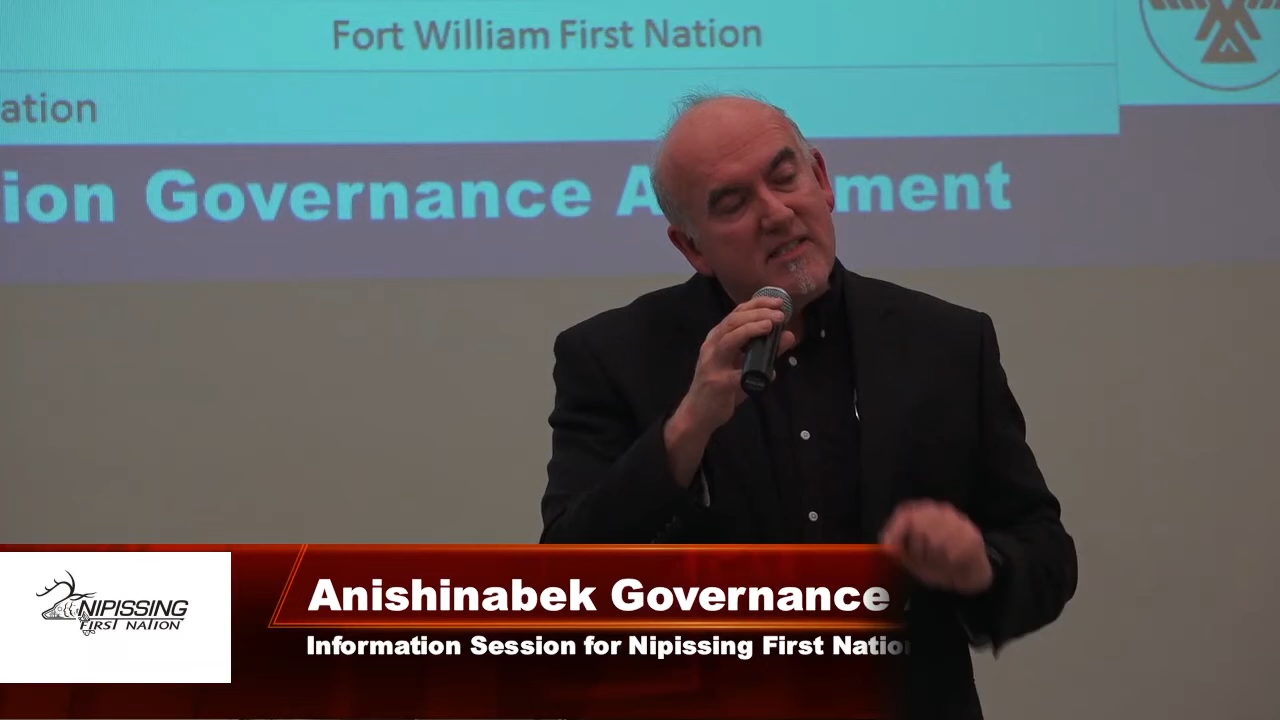 Fort William First Nation
ation
ion Governance A ment
Anishinabek Governance
Information Session for Nipissing First Natio
NIPISSING
FIRST NATION